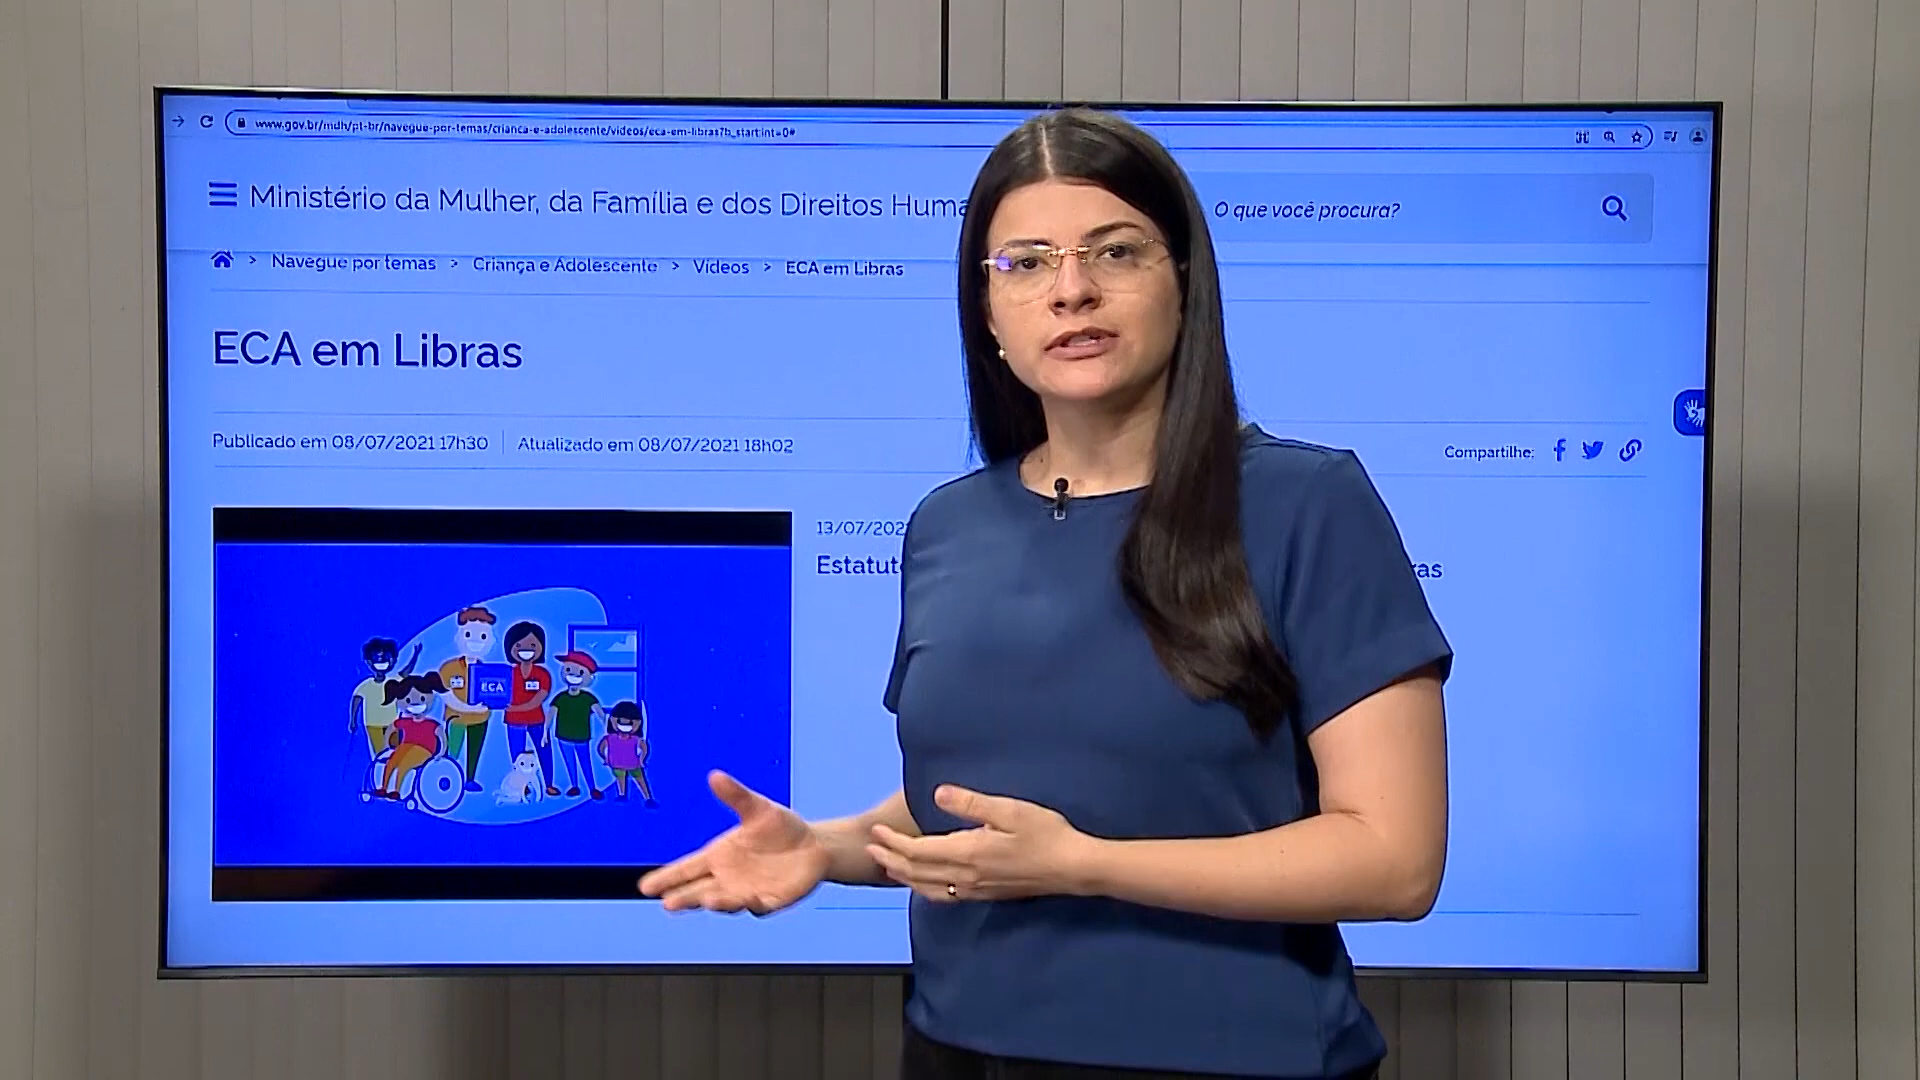 www.gov.br/mdh/pt-br/navegue-por-temas/crianca-e-adolescente/videos/eca-em-libras?b_start:int=0#
Ministério da Mulher, da Família e dos Direitos Huma
O que você procura?
> Navegue por temas > Criança e Adolescente > Vídeos > ECA em Libras
ECA em Libras
Publicado em 08/07/2021 17h30 | Atualizado em 08/07/2021 18h02
Compartilhe:
13/07/202
Estatut
as
ECA